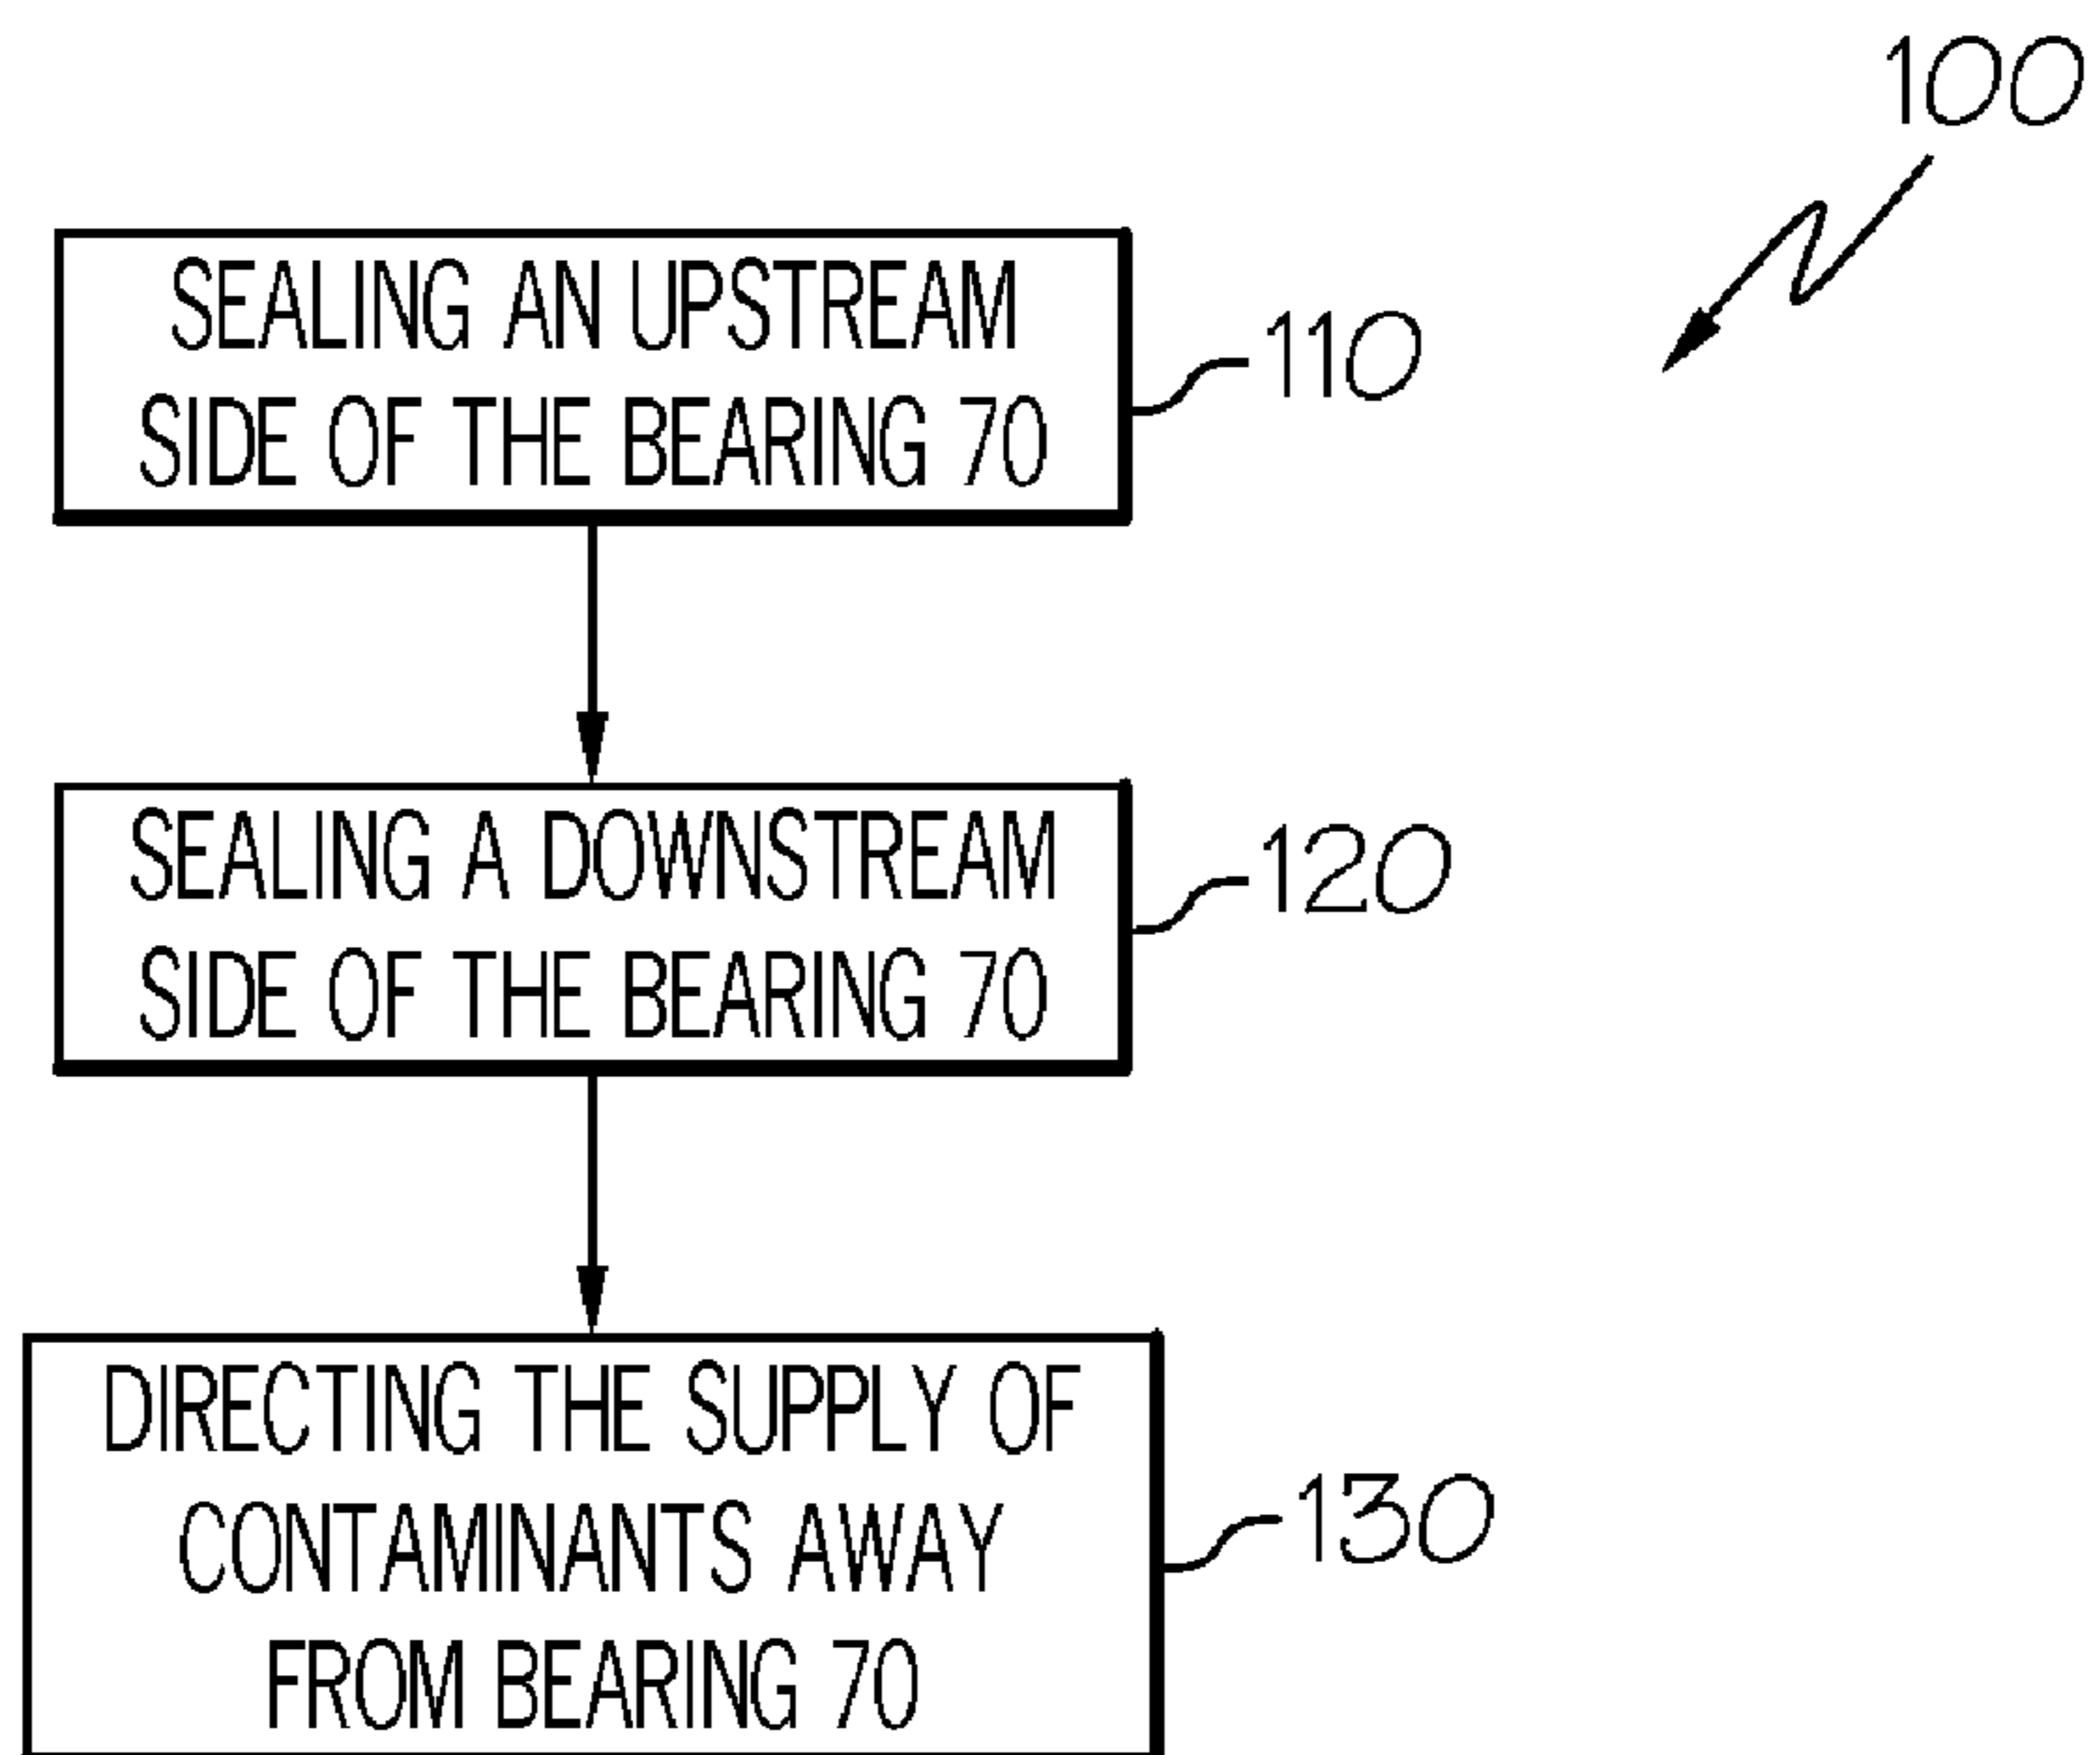 100
SEALING AN UPSTREAM
SIDE OF THE BEARING 70
110
SEALING A DOWNSTREAM
SIDE OF THE BEARING 70
120
DIRECTING THE SUPPLY OF
CONTAMINANTS AWAY
FROM BEARING 70
130